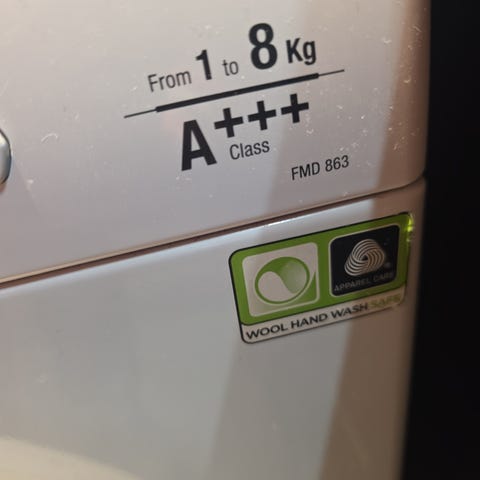 From 1 to 8 Kg
A+++
Class
FMD 863
APPAREL CARE
WOOL HAND WASH SAFE